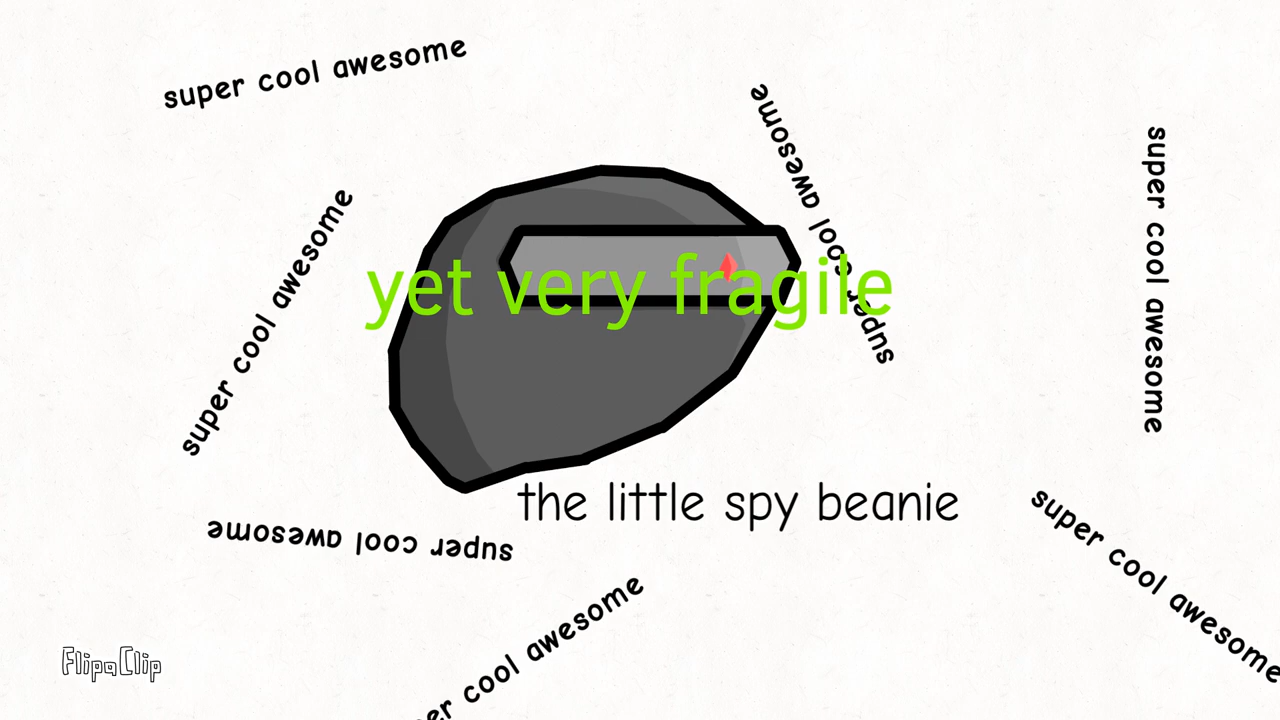 super cool awesome
super cool awesome
super cool awesome
super cool awesome
yet very fragile
the little spy beanie
super cool awesome
super cool awesome
cool awesome
FlipaClip